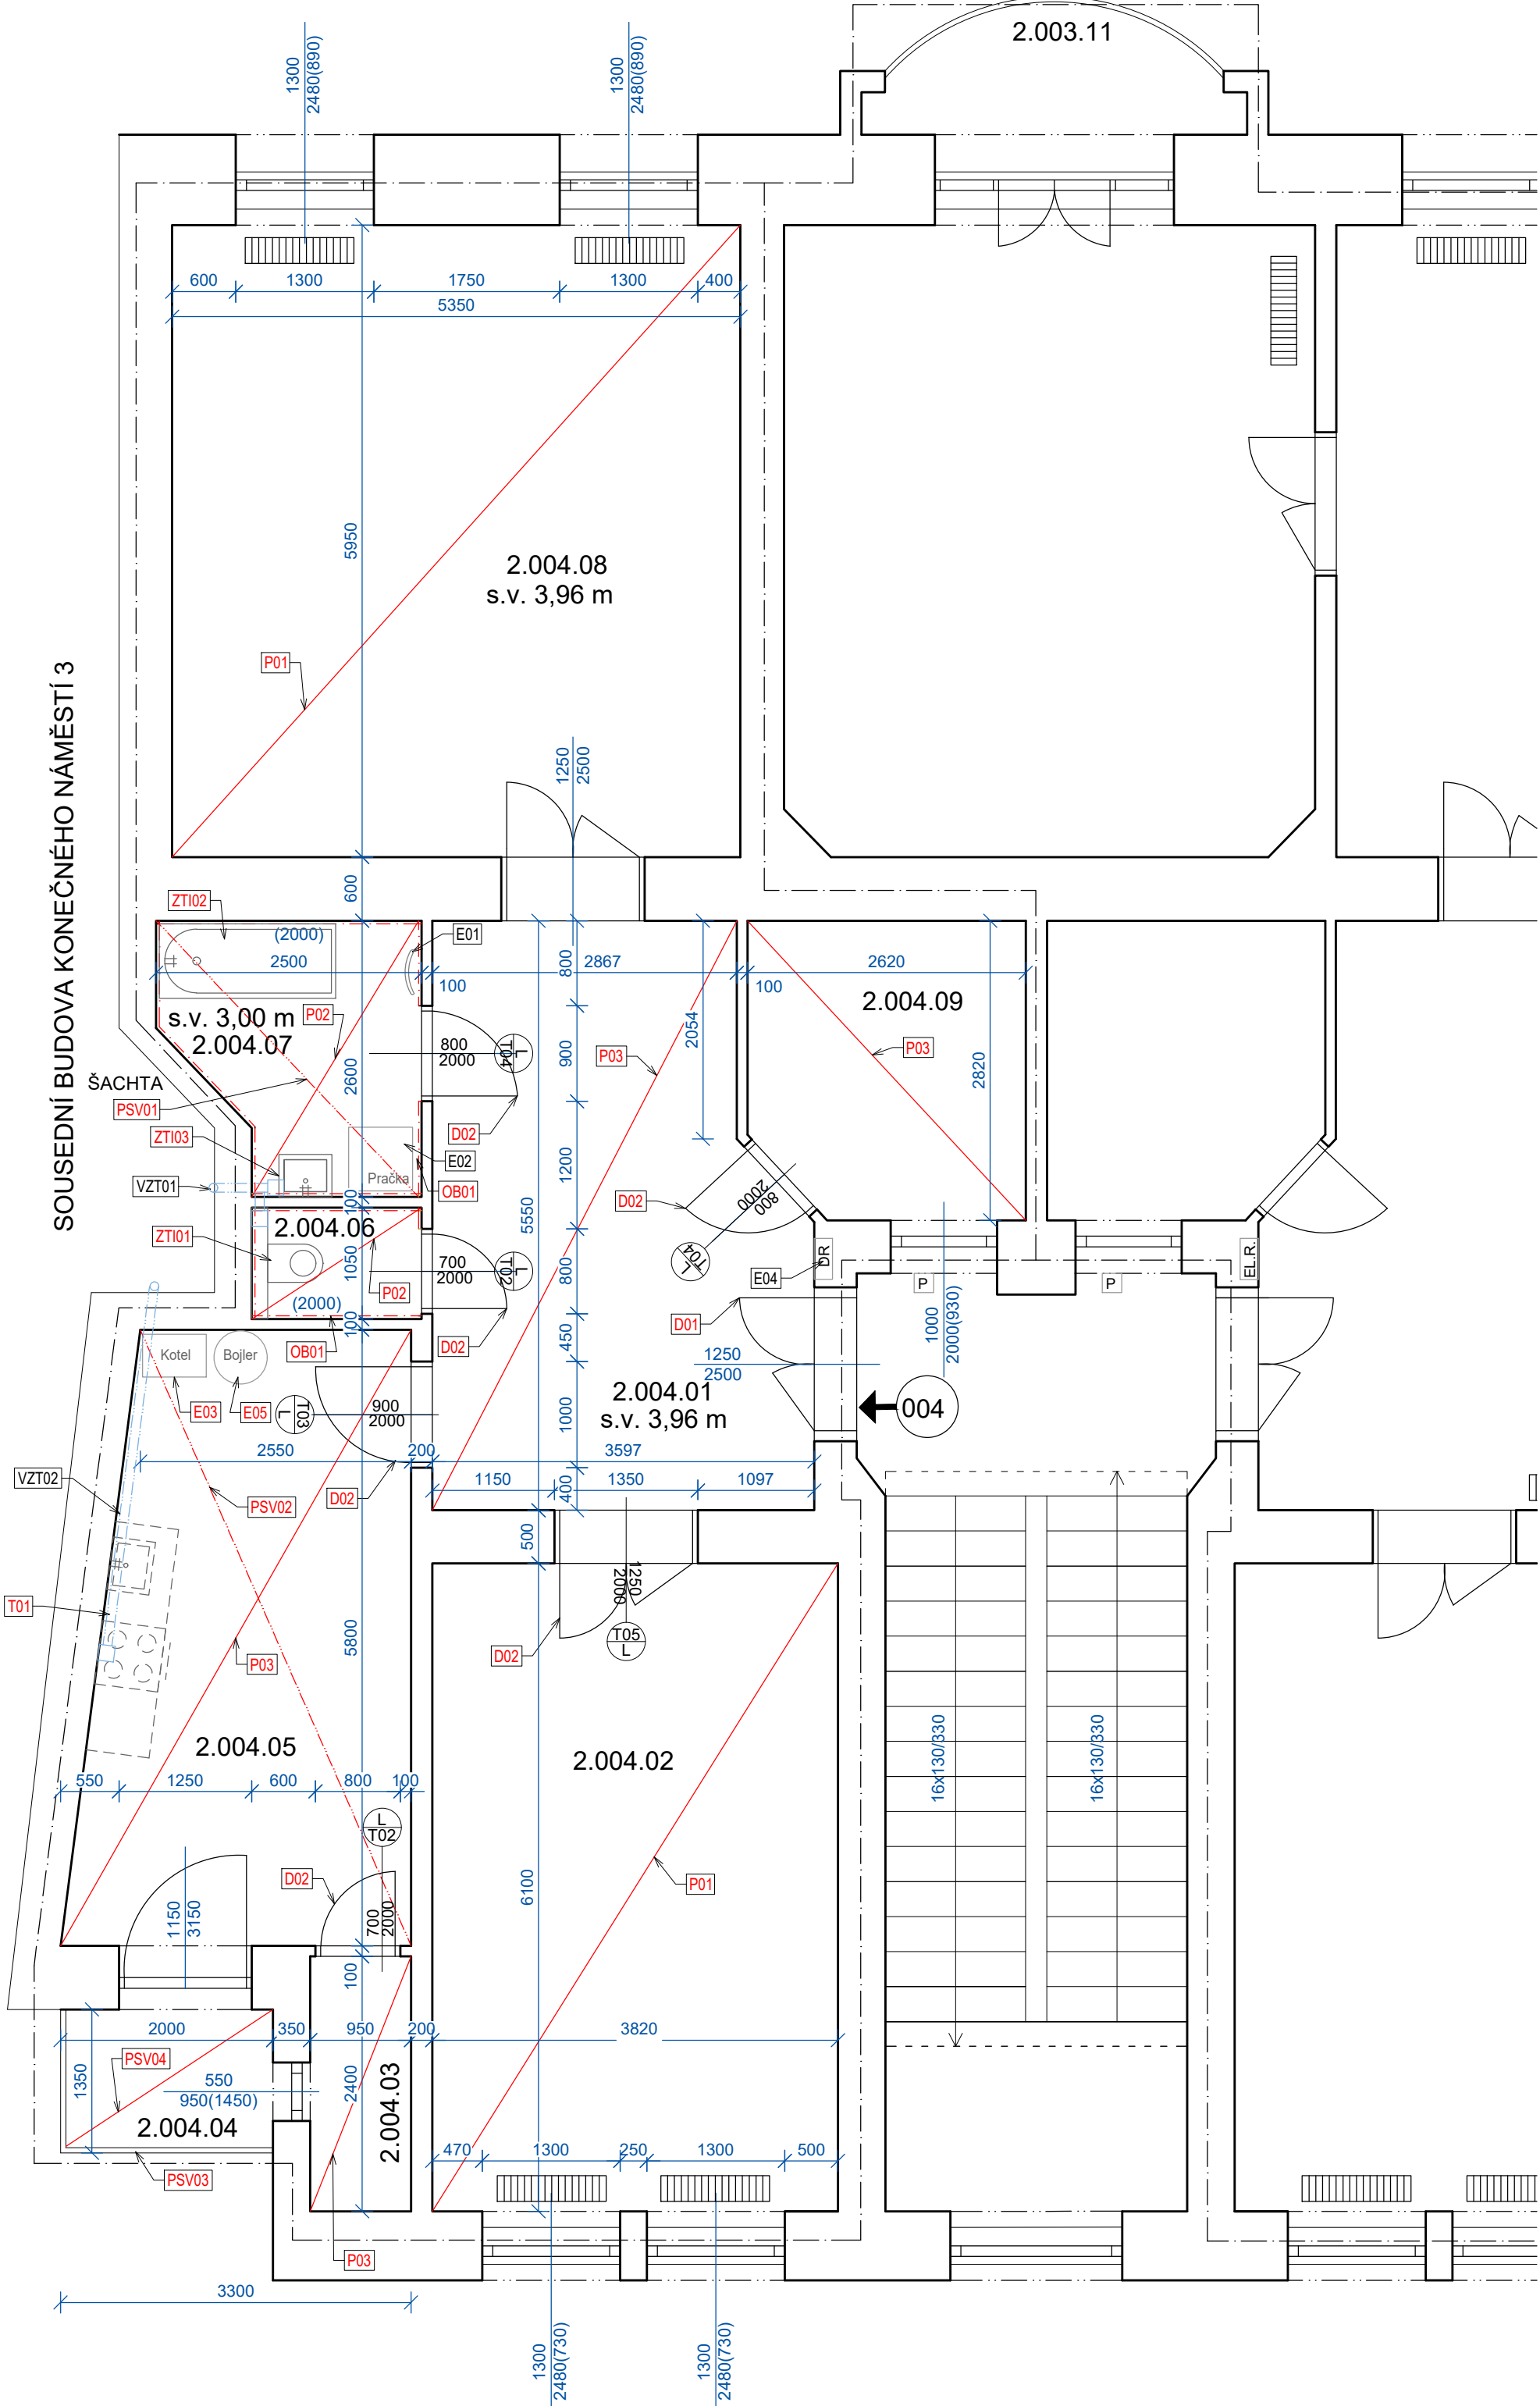 2.003.11
1300
2480(890)
1300
2480(890)
600
1300
1750
1300
400
5350
5950
2.004.08
s.v. 3,96 m
P01
SOUSEDNÍ BUDOVA KONEČNÉHO NÁMĚSTÍ 3
1250
2500
600
ZTI02
(2000)
E01
2500
100
800
2867
100
2620
2.004.09
s.v. 3,00 m
P02
2.004.07
2054
800
2000
T04
L
900
P03
P03
2820
2600
ŠACHTA
PSV01
D02
ZTI03
E02
1200
Pračka
VZT01
OB01
100
5550
D02
800
2000
2.004.06
ZTI01
1050
700
2000
T02
L
800
T04
L
DR
E04
EL.R.
P
P
P02
(2000)
D01
1000
2000(930)
100
OB01
D02
450
Kotel
Bojler
1250
2500
2.004.01
s.v. 3,96 m
004
E03
E05
T03
L
900
2000
1000
2550
200
3597
VZT02
1150
1350
1097
400
PSV02
D02
500
1250
2000
T01
T05
L
D02
P03
5800
2.004.05
2.004.02
16x130/330
16x130/330
550
1250
600
800
100
L
T02
D02
P01
1150
3150
700
2000
6100
100
2000
350
950
200
3820
PSV04
1350
550
950(1450)
2400
2.004.03
2.004.04
470
1300
250
1300
500
PSV03
P03
3300
1300
2480(730)
1300
2480(730)